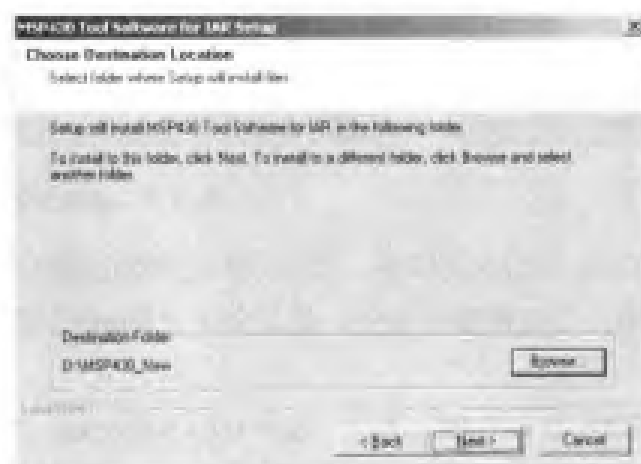 MSP430 Tool Software for IAR Setup
Choose Destination Location
Select folder where Setup will install files.
Setup will install MSP430 Tool Software for IAR in the following folder.
To install to this folder, click Next. To install to a different folder, click Browse and select
another folder.
Destination Folder
D:\MSP430_New
Browse...
< Back
Next >
Cancel